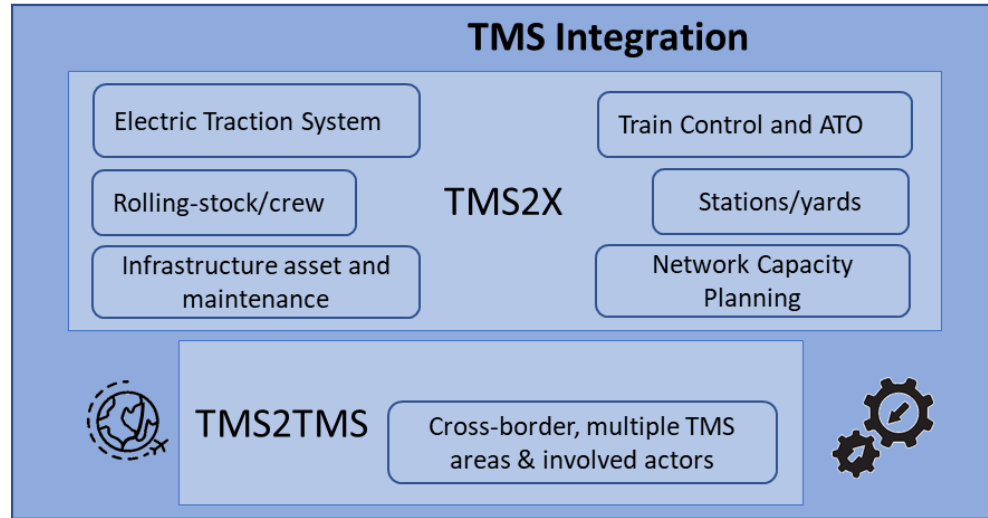 TMS Integration
Electric Traction System
Train Control and ATO
Rolling-stock/crew
TMS2X
Stations/yards
Infrastructure asset and
maintenance
Network Capacity
Planning
TMS2TMS
Cross-border, multiple TMS
areas & involved actors